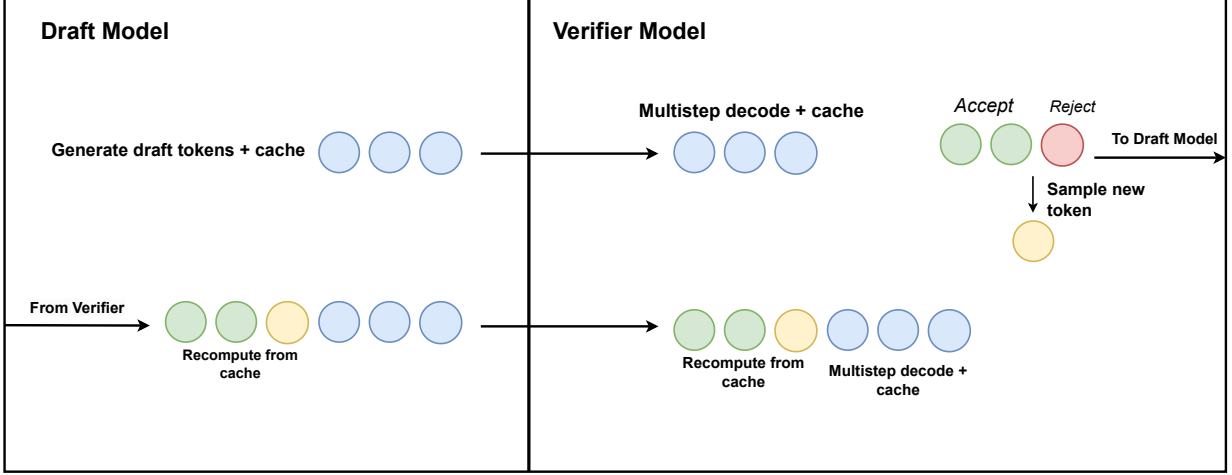 Draft Model
Verifier Model
Generate draft tokens + cache
Multistep decode + cache
Accept
Reject
To Draft Model
Sample new
token
From Verifier
Recompute from
cache
Recompute from
cache
Multistep decode +
cache